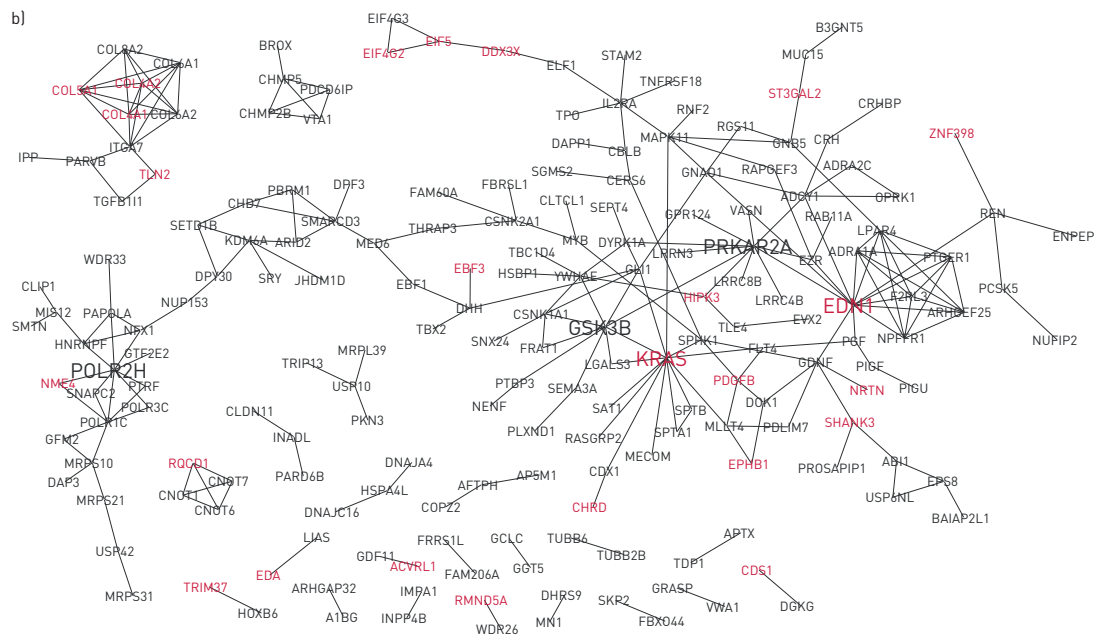 b)
EIF4G3
B3GNT5
COL8A2
BROX
EIF4G2
EIF5
DDX3X
STAM2
MUC15
COL6A1
CHMP5
ELF1
TNFRSF18
COL5A1
COL4A2
PDCD6IP
IL2RA
ST3GAL2
COL4A1
COL6A2
CHMP2B
VTA1
TPO
RNF2
CRHBP
ITGA7
DAPP1
MAPK11
RGS11
GNB5
CRH
ZNF398
IPP
PARVB
CBLB
TLN2
SGMS2
CERS6
GNAO1
RAPGEF3
ADRA2C
TGFB1I1
PBRM1
DPF3
FAM60A
FBRSL1
ADCY1
OPRK1
CHD7
SMARCD3
CLTCL1
SEPT4
GPR124
VASN
RAB11A
LPAR4
REN
SETD1B
THRAP3
CSNK2A1
ENPEP
KDM4A
ARID2
MED6
MYB
DYRK1A
PRKAR2A
ADRA1A
PTGER1
TBC1D4
LRRN3
EZR
WDR33
DPY30
SRY
JHMD1D
EBF3
HSBP1
YWHAE
GLI1
LRRC8B
CLIP1
EBF1
HIPK3
LRRC4B
EDN1
F2RL3
PCSK5
MIS12
PAPOLA
NUP153
DHH
CSNK1A1
EVX2
ARHGEF25
SMTN
NFX1
TBX2
GSK3B
TLE4
HNRNPF
SNX24
FRAT1
SPHK1
PGF
NPFFR1
NUFIP2
GTF2E2
MRPL39
LGALS3
KRAS
FLT4
GDNF
PIGF
POLR2H
TRIP13
NME4
PTRF
USP10
PTBP3
SEMA3A
PDGFB
NRTN
PIGU
SNAPC2
POLR3C
CLDN11
NENF
SAT1
SPTB
DOK1
POLR1C
PKN3
PLXND1
RASGRP2
SPTA1
MLLT4
PDLIM7
SHANK3
GFM2
INADL
MECOM
MRPS10
RQCD1
DNAJA4
CDX1
EPHB1
PROSAPIP1
ABI1
DAP3
CNOT7
PARD6B
HSPA4L
AFTPH
AP5M1
EPS8
MRPS21
CNOT1
USP6NL
CNOT6
DNAJC16
COPZ2
CHRD
BAIAP2L1
LIAS
FRRS1L
GCLC
TUBB6
APTX
USP42
GDF11
ACVRL1
TUBB2B
TDP1
EDA
FAM206A
GGT5
CDS1
TRIM37
ARHGAP32
IMPA1
RMND5A
DHRS9
SKP2
GRASP
MRPS31
HOXB6
A1BG
INPP4B
WDR26
MN1
FBXO44
VWA1
DGKG